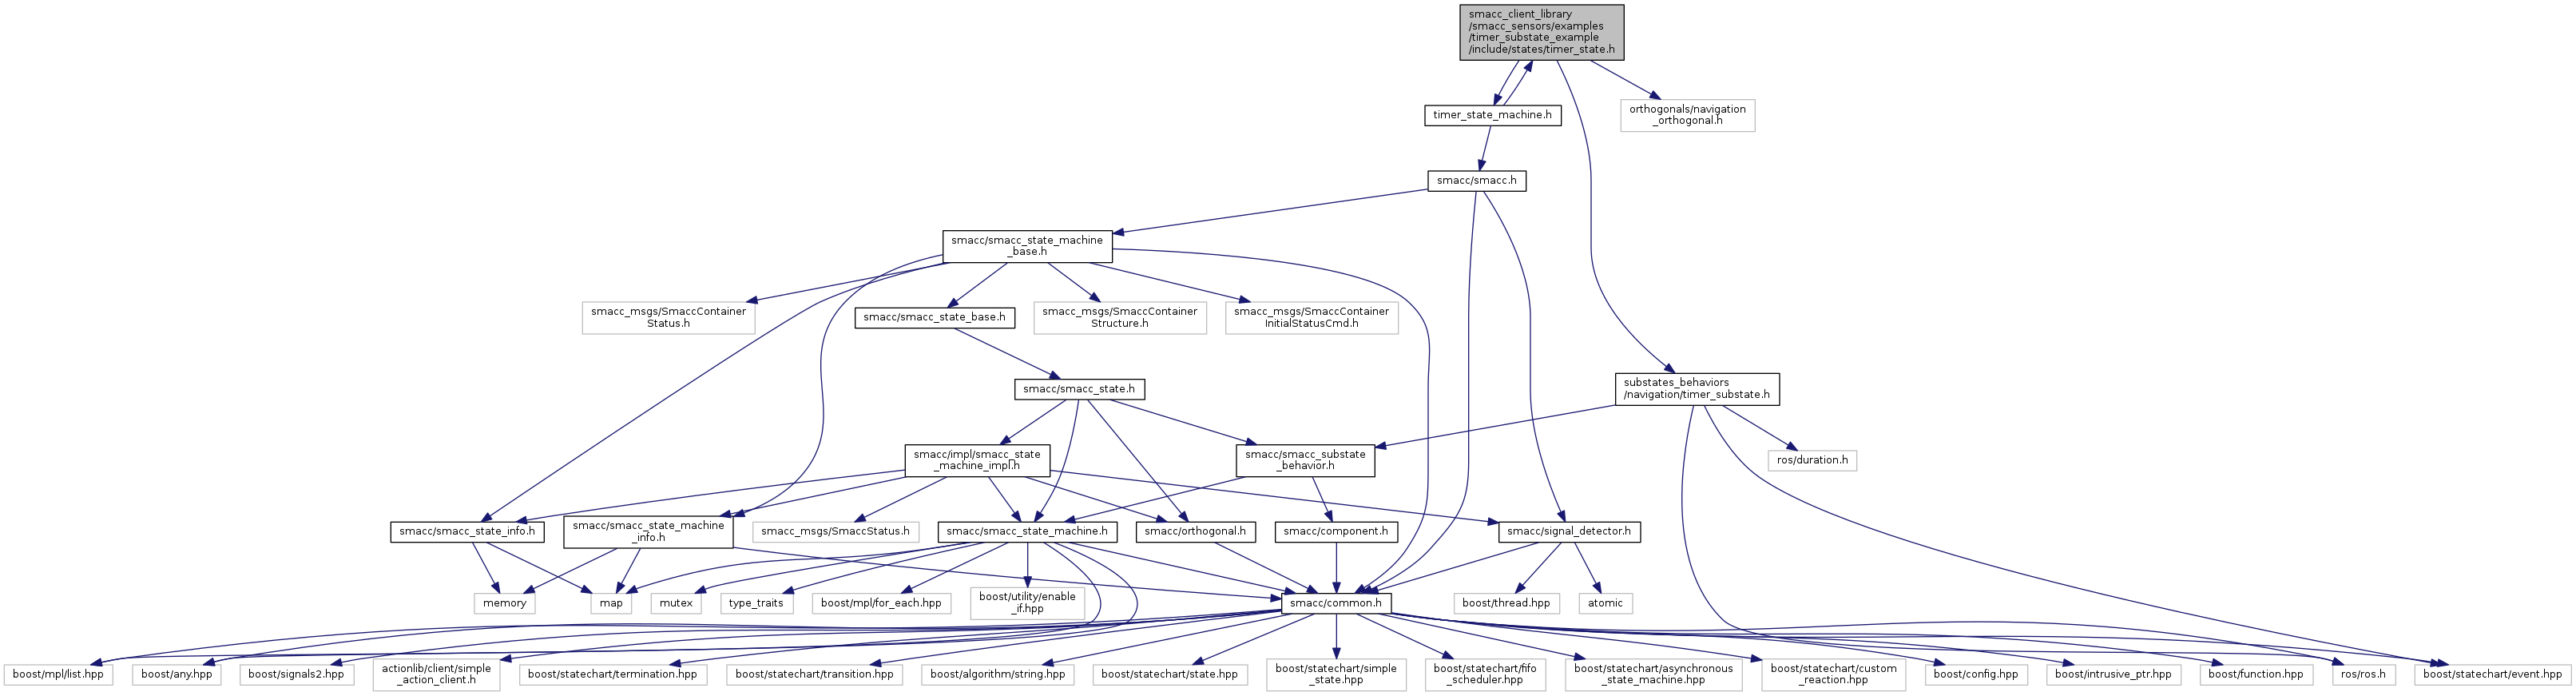 smacc_client_library
/smacc_sensors/examples
/timer_substate_example
/include/states/timer_state.h
timer_state_machine.h
orthogonals/navigation
_orthogonal.h
smacc/smacc.h
smacc/smacc_state_machine
_base.h
smacc_msgs/SmaccContainer
Status.h
smacc/smacc_state_base.h
smacc_msgs/SmaccContainer
Structure.h
smacc_msgs/SmaccContainer
InitialStatusCmd.h
smacc/smacc_state.h
substates_behaviors
/navigation/timer_substate.h
smacc/impl/smacc_state
_machine_impl.h
smacc/smacc_substate
_behavior.h
ros/duration.h
smacc/smacc_state_info.h
smacc/smacc_state_machine
_info.h
smacc_msgs/SmaccStatus.h
smacc/smacc_state_machine.h
smacc/orthogonal.h
smacc/component.h
smacc/signal_detector.h
memory
map
mutex
type_traits
boost/mpl/for_each.hpp
boost/utility/enable
_if.hpp
smacc/common.h
boost/thread.hpp
atomic
boost/mpl/list.hpp
boost/any.hpp
boost/signals2.hpp
actionlib/client/simple
_action_client.h
boost/statechart/termination.hpp
boost/statechart/transition.hpp
boost/algorithm/string.hpp
boost/statechart/state.hpp
boost/statechart/simple
_state.hpp
boost/statechart/fifo
_scheduler.hpp
boost/statechart/asynchronous
_state_machine.hpp
boost/statechart/custom
_reaction.hpp
boost/config.hpp
boost/intrusive_ptr.hpp
boost/function.hpp
ros/ros.h
boost/statechart/event.hpp